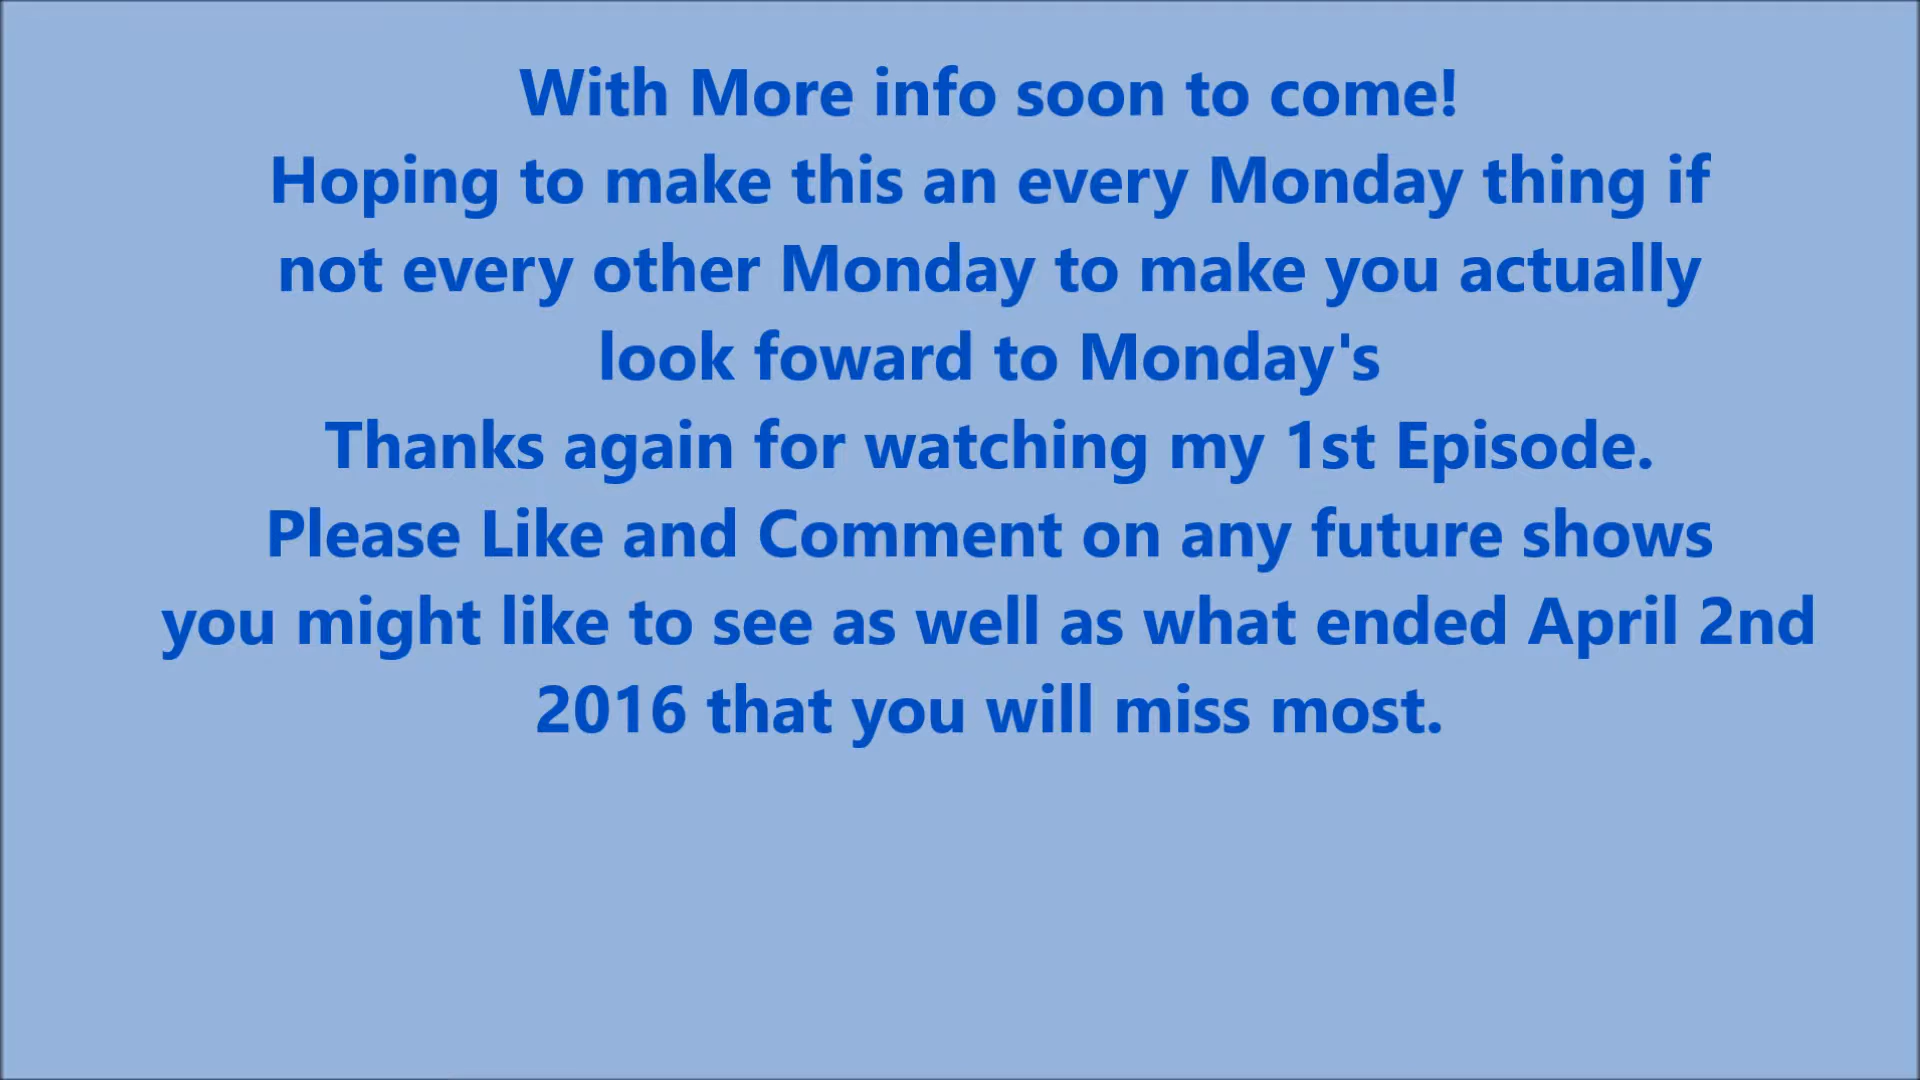 With More info soon to come!
Hoping to make this an every Monday thing if
not every other Monday to make you actually
look foward to Monday's
Thanks again for watching my 1st Episode.
Please Like and Comment on any future shows
you might like to see as well as what ended April 2nd
2016 that you will miss most.